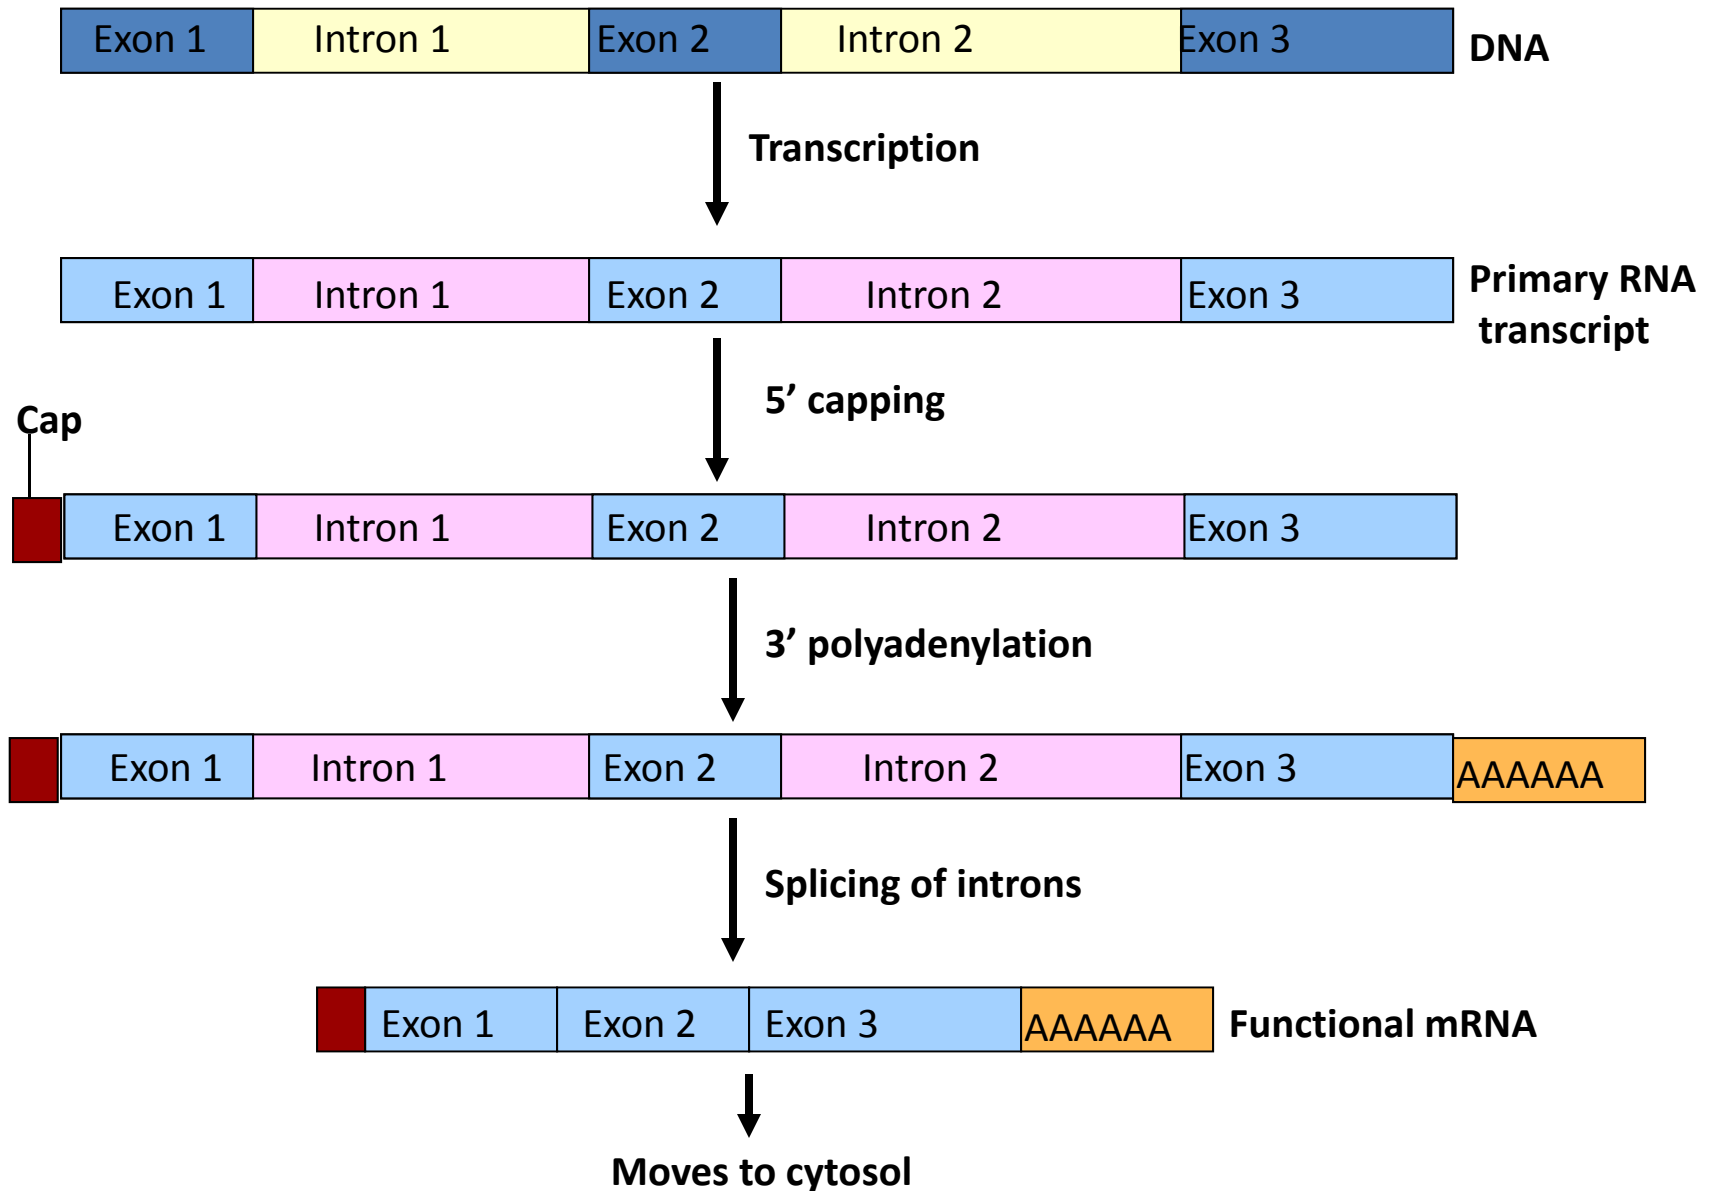 Exon 1 Intron 1 Exon 2 Intron 2 Exon 3 DNA
Transcription
Exon 1 Intron 1 Exon 2 Intron 2 Exon 3 Primary RNA
transcript
5’ capping
Cap
Exon 1 Intron 1 Exon 2 Intron 2 Exon 3
3’ polyadenylation
Exon 1 Intron 1 Exon 2 Intron 2 Exon 3 AAAAAA
Splicing of introns
Exon 1 Exon 2 Exon 3 AAAAAA Functional mRNA
Moves to cytosol